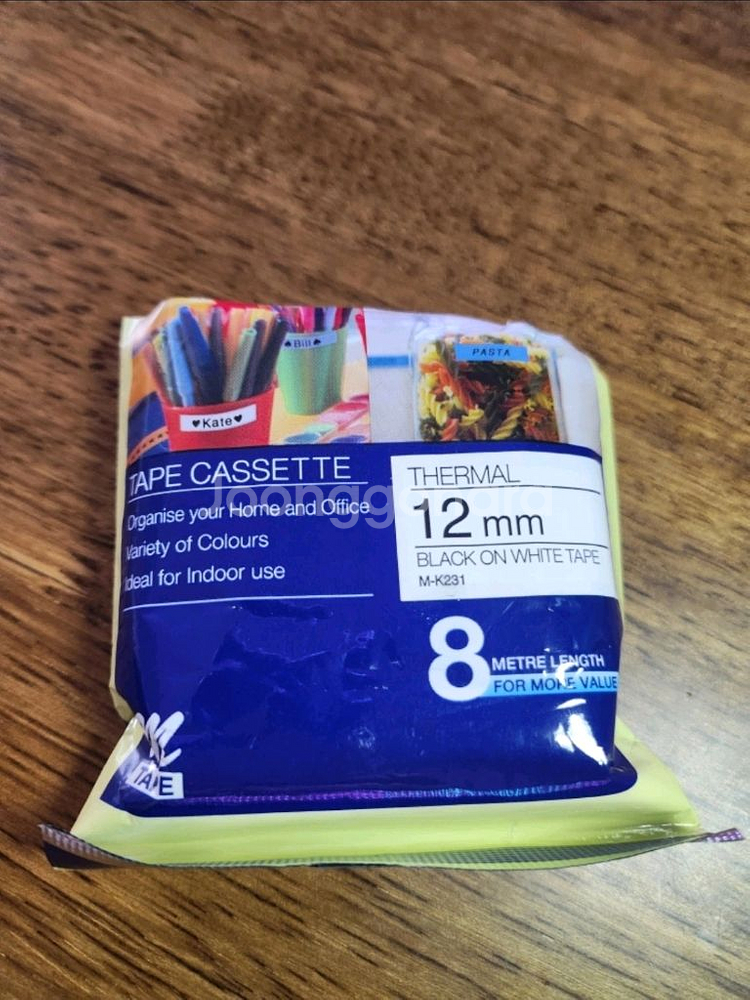 ♠Bill♠
PASTA
♥Kate♥
TAPE CASSETTE
Organise your Home and Office
Variety of Colours
Ideal for Indoor use
THERMAL
12 mm
BLACK ON WHITE TAPE
M-K231
8 METRE LENGTH
FOR MORE VALUE
M
TAPE
Joonggonara